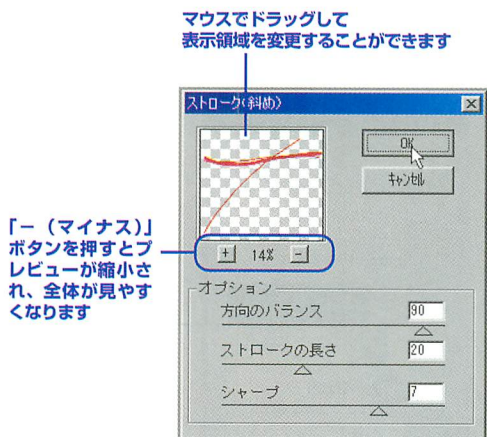 マウスでドラッグして
表示領域を変更することができます
ストローク(斜め)
OK
キャンセル
「－（マイナス）」
ボタンを押すとプ
レビューが縮小さ
れ、全体が見やす
くなります
+ 14% -
オプション
方向のバランス 90
ストロークの長さ 20
シャープ 7